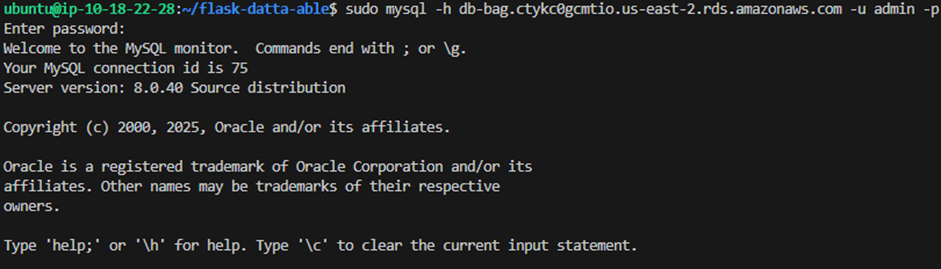 ubuntu@ip-10-18-22-28:~/flask-datta-able$ sudo mysql -h db-bag.ctykc0gcmtio.us-east-2.rds.amazonaws.com -u admin -p
Enter password:
Welcome to the MySQL monitor.  Commands end with ; or \g.
Your MySQL connection id is 75
Server version: 8.0.40 Source distribution

Copyright (c) 2000, 2025, Oracle and/or its affiliates.

Oracle is a registered trademark of Oracle Corporation and/or its
affiliates. Other names may be trademarks of their respective
owners.

Type 'help;' or '\h' for help. Type '\c' to clear the current input statement.